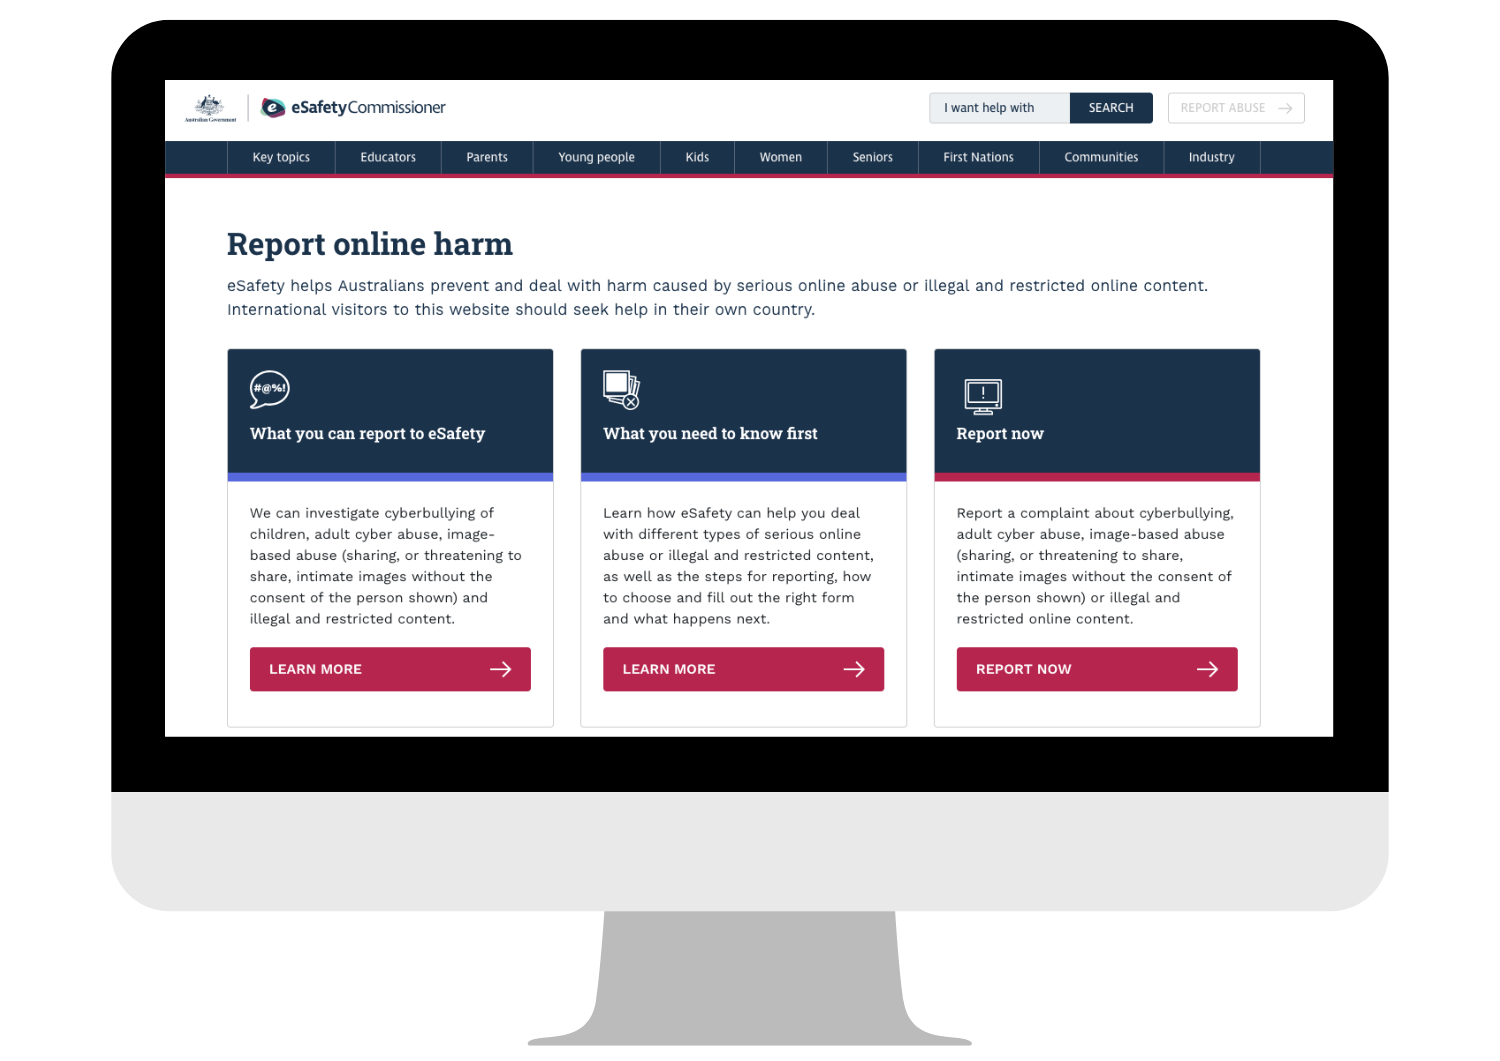 Australian Government
eSafetyCommissioner
I want help with
SEARCH
REPORT ABUSE
Key topics
Educators
Parents
Young people
Kids
Women
Seniors
First Nations
Communities
Industry
Report online harm
eSafety helps Australians prevent and deal with harm caused by serious online abuse or illegal and restricted online content.
International visitors to this website should seek help in their own country.
#@%!
What you can report to eSafety
We can investigate cyberbullying of
children, adult cyber abuse, image-
based abuse (sharing, or threatening to
share, intimate images without the
consent of the person shown) and
illegal and restricted content.
LEARN MORE
What you need to know first
Learn how eSafety can help you deal
with different types of serious online
abuse or illegal and restricted content,
as well as the steps for reporting, how
to choose and fill out the right form
and what happens next.
LEARN MORE
!
Report now
Report a complaint about cyberbullying,
adult cyber abuse, image-based abuse
(sharing, or threatening to share,
intimate images without the consent of
the person shown) or illegal and
restricted online content.
REPORT NOW